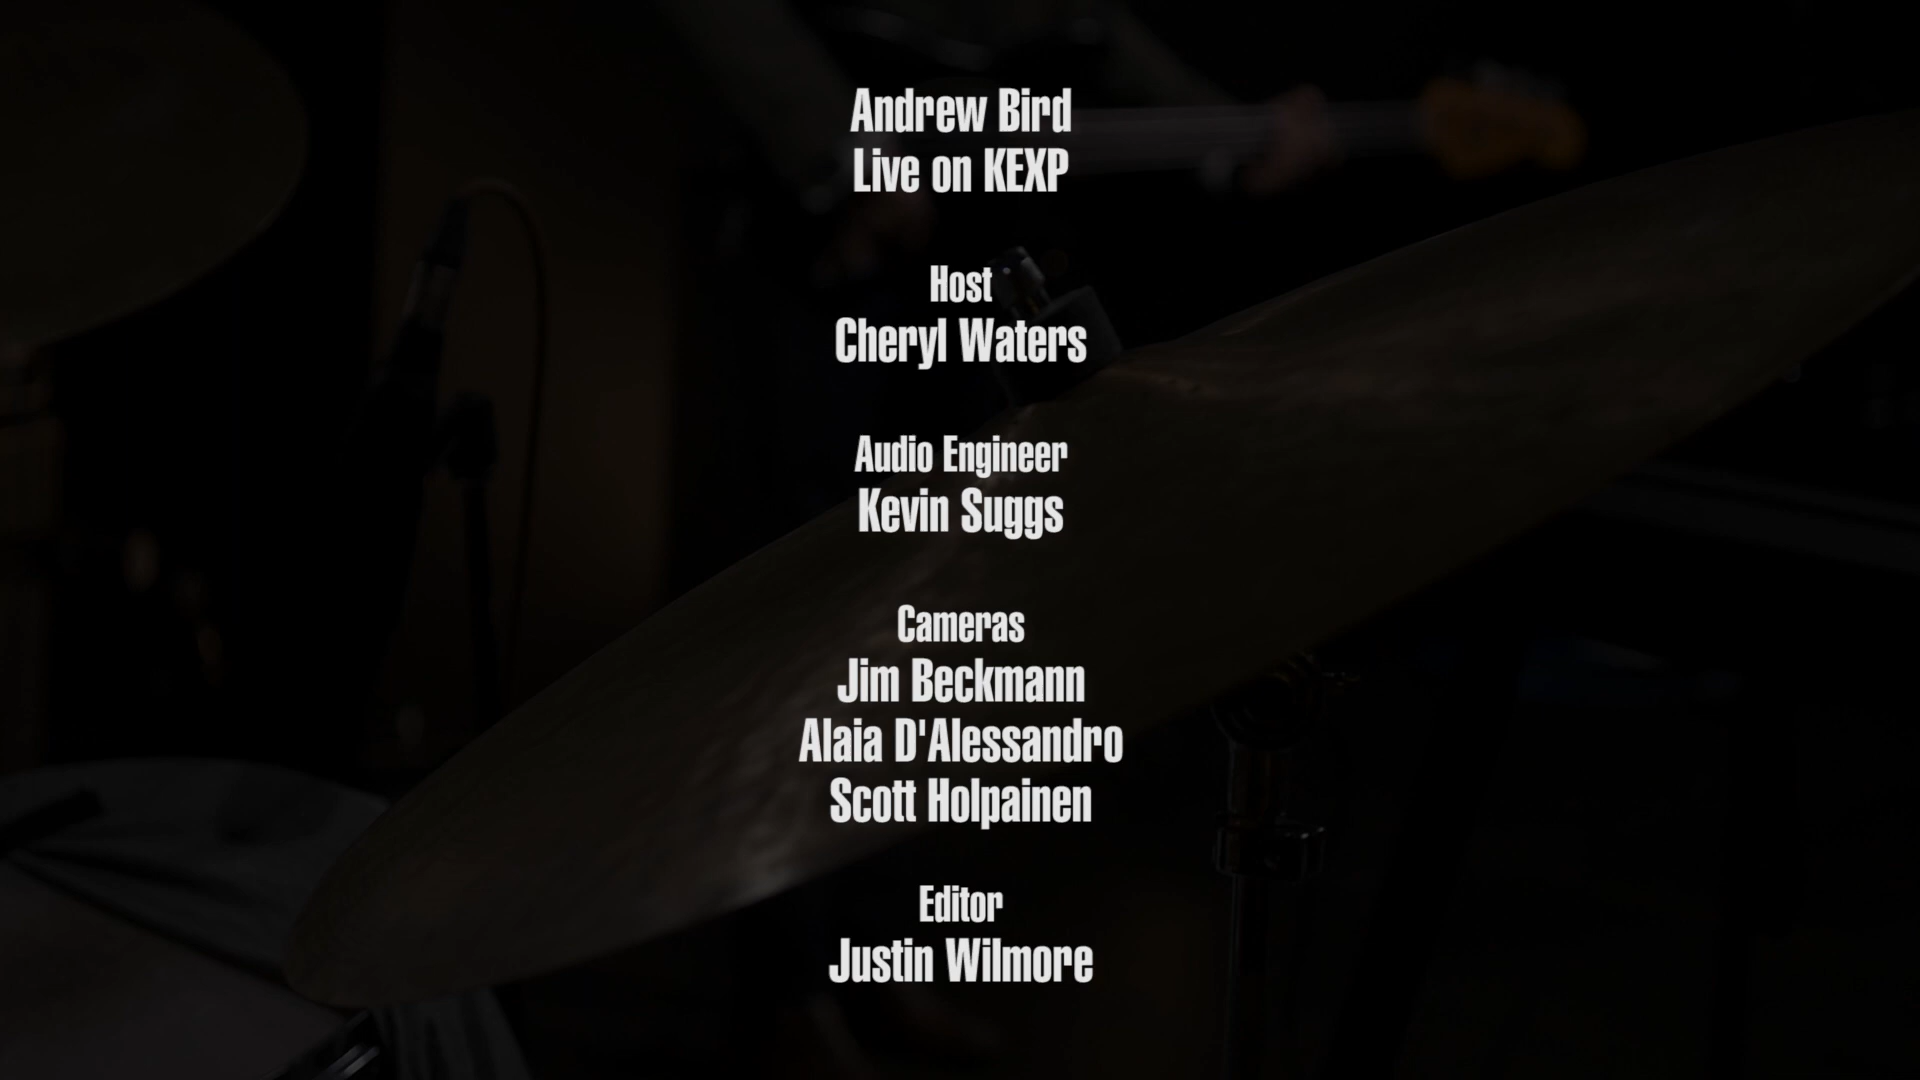 Andrew Bird
Live on KEXP
Host
Cheryl Waters
Audio Engineer
Kevin Suggs
Cameras
Jim Beckmann
Alaia D'Alessandro
Scott Holpainen
Editor
Justin Wilmore